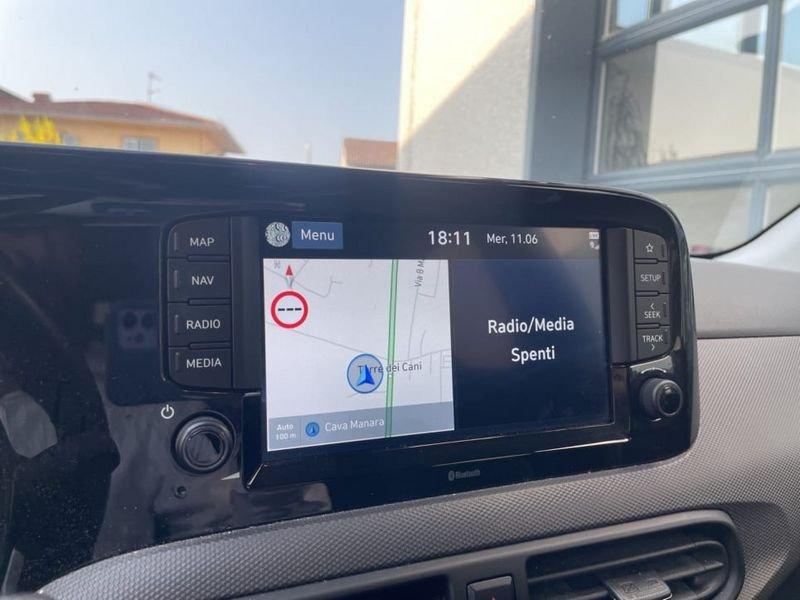 MAP
NAV
RADIO
MEDIA
Menu
18:11
Mer, 11.06
Via B M
Torre dei Cani
Auto
100 m
Cava Manara
Radio/Media
Spenti
SETUP
SEEK
TRACK
Bluetooth